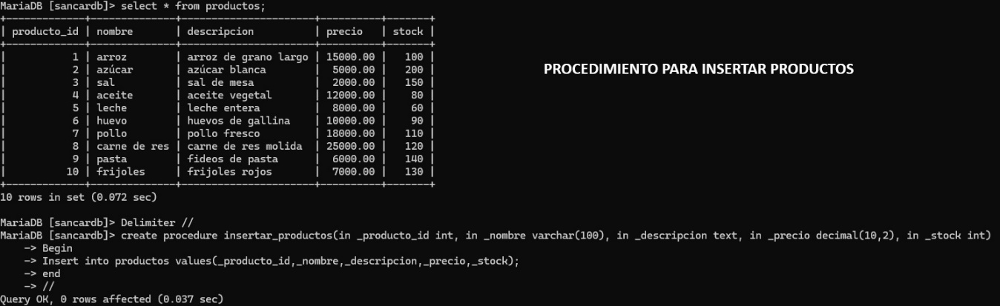 MariaDB [sancardb]> select * from productos;
+-------------+--------------+----------------------+----------+-------+
| producto_id | nombre       | descripcion          | precio   | stock |
+-------------+--------------+----------------------+----------+-------+
|           1 | arroz        | arroz de grano largo | 15000.00 |   100 |
|           2 | azúcar       | azúcar blanca        |  5000.00 |   200 |
|           3 | sal          | sal de mesa          |  2000.00 |   150 |
|           4 | aceite       | aceite vegetal       | 12000.00 |    80 |
|           5 | leche        | leche entera         |  8000.00 |    60 |
|           6 | huevo        | huevos de gallina    | 10000.00 |    90 |
|           7 | pollo        | pollo fresco         | 18000.00 |   110 |
|           8 | carne de res | carne de res molida  | 25000.00 |   120 |
|           9 | pasta        | fideos de pasta      |  6000.00 |   140 |
|          10 | frijoles     | frijoles rojos       |  7000.00 |   130 |
+-------------+--------------+----------------------+----------+-------+
10 rows in set (0.072 sec)
PROCEDIMIENTO PARA INSERTAR PRODUCTOS
MariaDB [sancardb]> Delimiter //
MariaDB [sancardb]> create procedure insertar_productos(in _producto_id int, in _nombre varchar(100), in _descripcion text, in _precio decimal(10,2), in _stock int)
    -> Begin
    -> Insert into productos values(_producto_id,_nombre,_descripcion,_precio,_stock);
    -> end
    -> //
Query OK, 0 rows affected (0.037 sec)